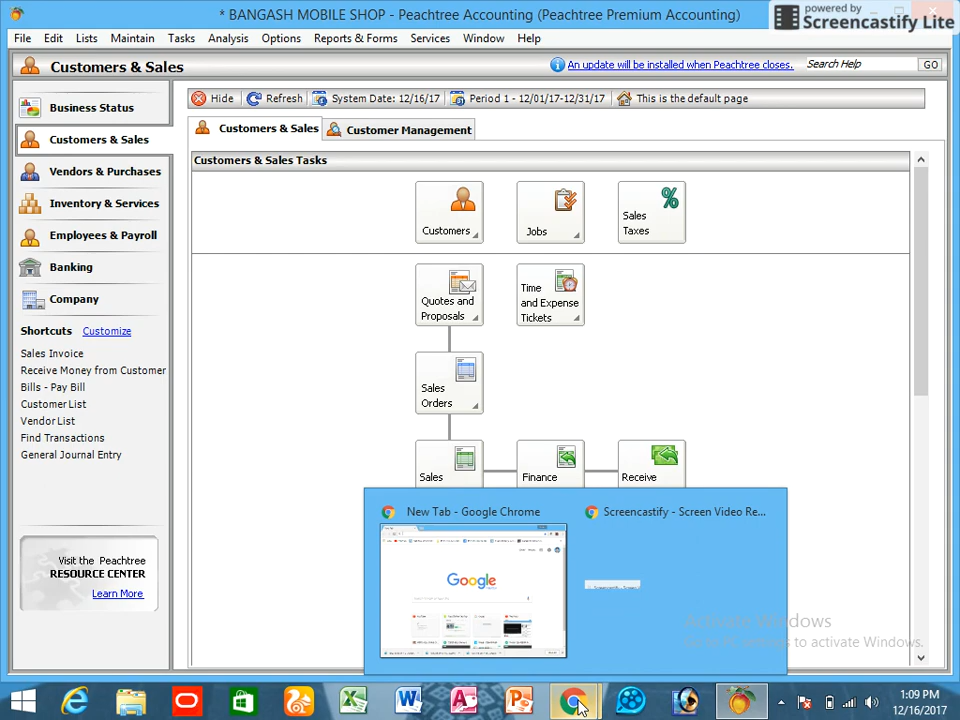 * BANGASH MOBILE SHOP - Peachtree Accounting (Peachtree Premium Accounting)
powered by
Screencastify Lite
File Edit Lists Maintain Tasks Analysis Options Reports & Forms Services Window Help
Customers & Sales
An update will be installed when Peachtree closes.
Search Help
GO
Business Status
Customers & Sales
Vendors & Purchases
Inventory & Services
Employees & Payroll
Banking
Company
Shortcuts Customize
Sales Invoice
Receive Money from Customer
Bills - Pay Bill
Customer List
Vendor List
Find Transactions
General Journal Entry
Visit the Peachtree
RESOURCE CENTER
Learn More
Hide Refresh System Date: 12/16/17 Period 1 - 12/01/17-12/31/17 This is the default page
Customers & Sales Customer Management
Customers & Sales Tasks
Customers
Jobs
Sales
Taxes
Quotes and
Proposals
Time
and Expense
Tickets
Sales
Orders
Sales
Finance
Receive
New Tab - Google Chrome
Screencastify - Screen Video Re...
Google
Activate Windows
Go to PC settings to activate Windows.
1:09 PM
12/16/2017